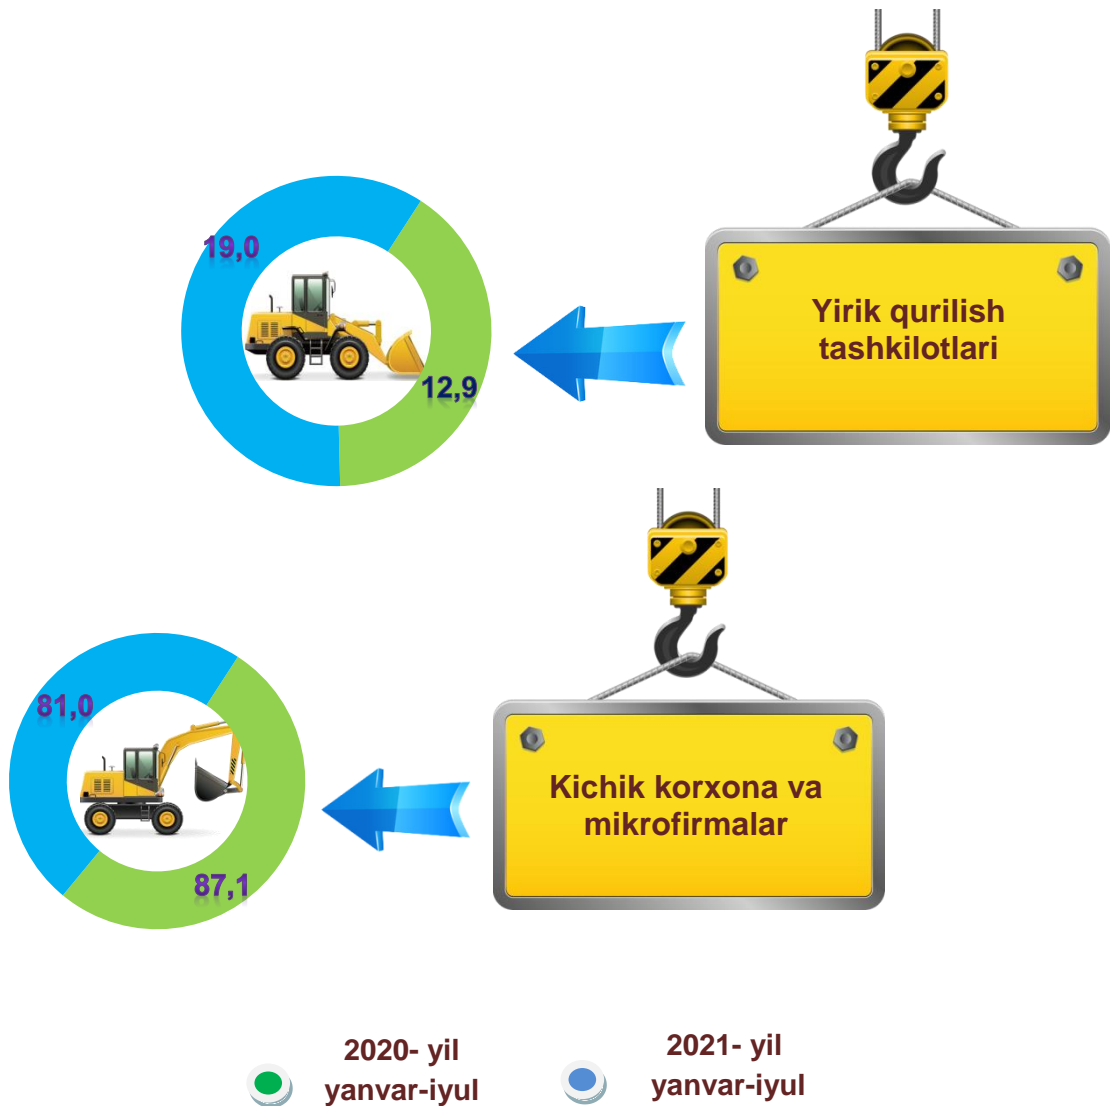 19,0
12,9
Yirik qurilish
tashkilotlari
81,0
87,1
Kichik korxona va
mikrofirmalar
2020- yil
yanvar-iyul
2021- yil
yanvar-iyul